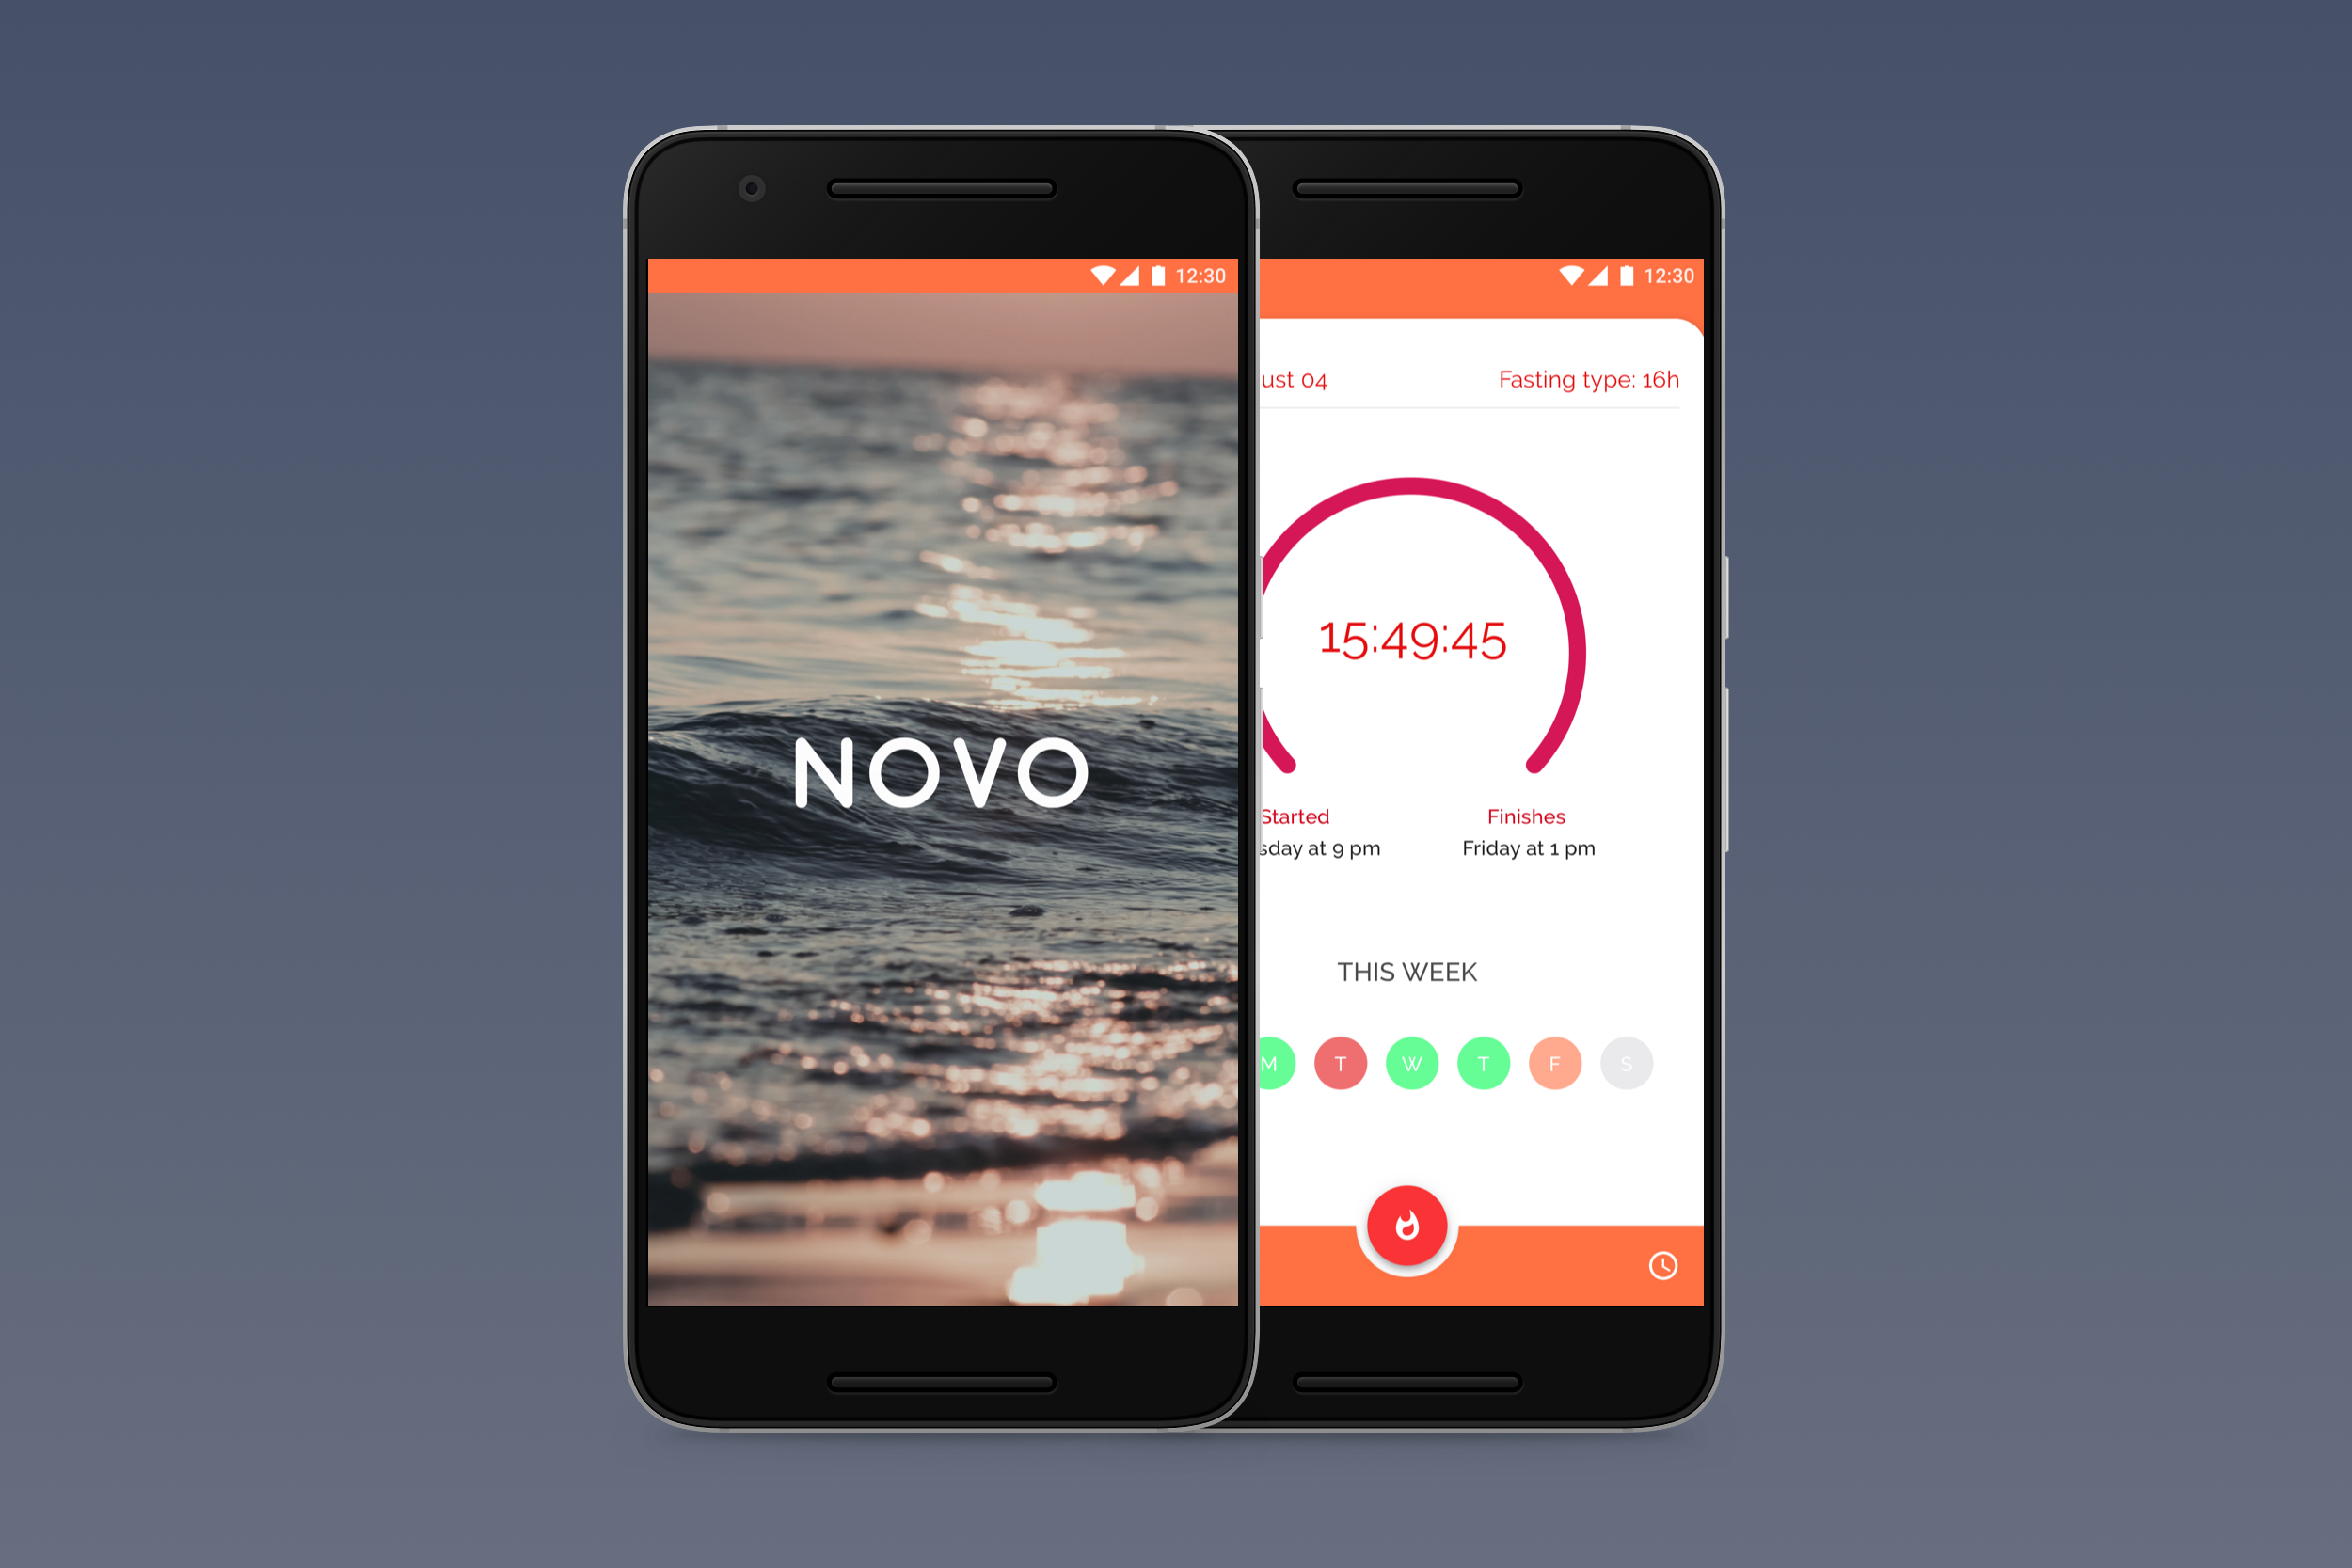 12:30
NOVO
12:30
ust 04
Fasting type: 16h
15:49:45
Started
Finishes
sday at 9 pm
Friday at 1 pm
THIS WEEK
M T W T F S